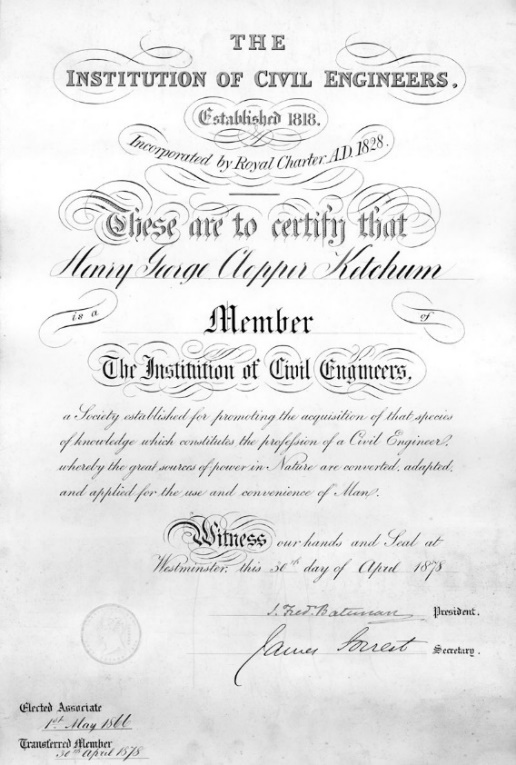 THE
INSTITUTION OF CIVIL ENGINEERS.
Established 1818.
Incorporated by Royal Charter A.D. 1828.
These are to certify that
Henry George Clopper Ketchum
is a Member of
The Institution of Civil Engineers,
a Society established for promoting the acquisition of that species
of knowledge which constitutes the profession of a Civil Engineer,
whereby the great sources of power in Nature are converted, adapted,
and applied for the use and convenience of Man.
Witness our hands and Seal at
Westminster, this 30th day of April 1878
J. Fred. Bateman President.
James Forrest Secretary.
Elected Associate
1st May 1866
Transferred Member
30th April 1878